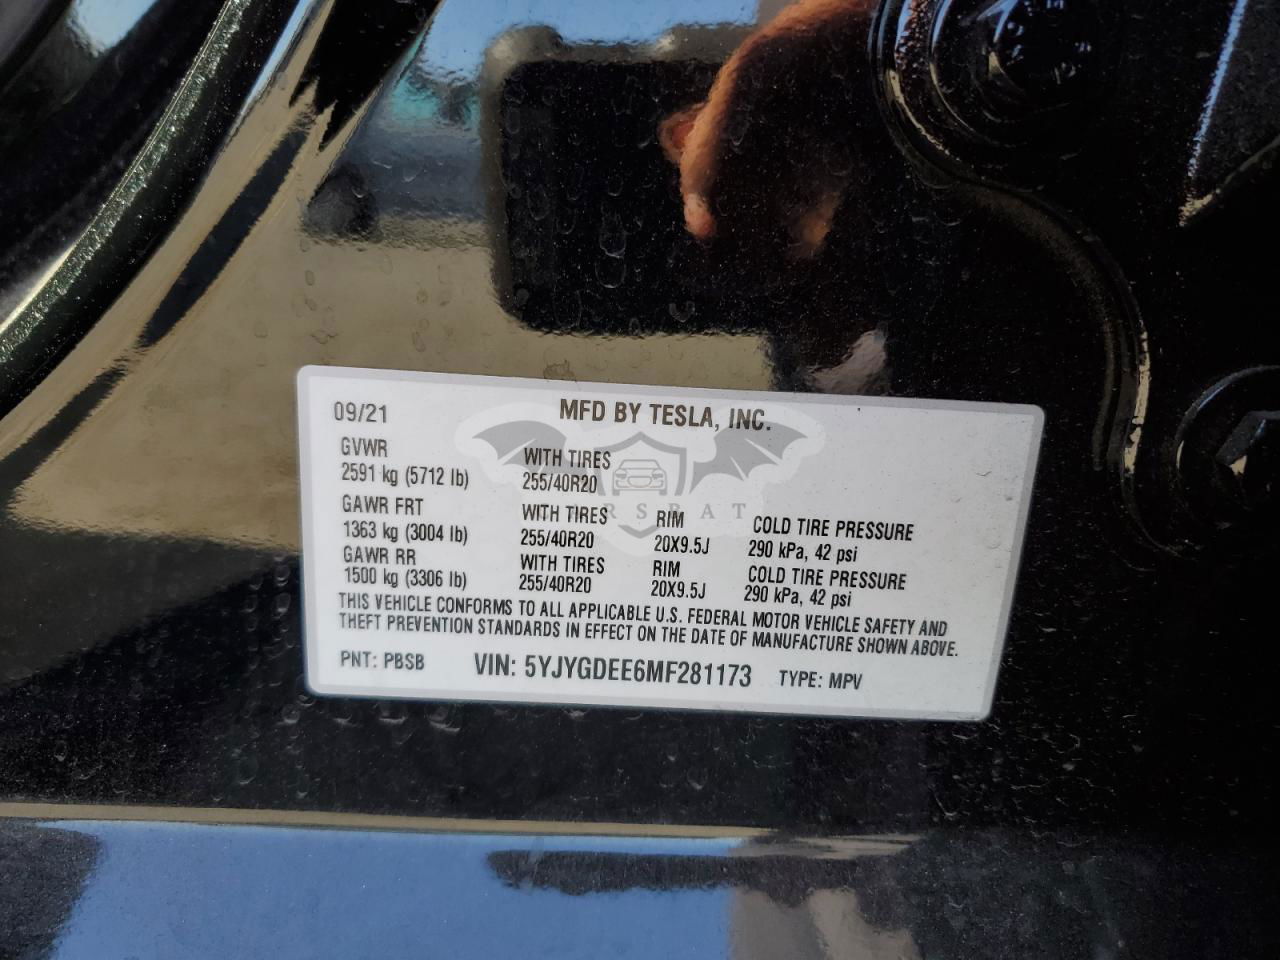 09/21 MFD BY TESLA, INC.
GVWR WITH TIRES
2591 kg (5712 lb) 255/40R20
GAWR FRT WITH TIRES RIM COLD TIRE PRESSURE
1363 kg (3004 lb) 255/40R20 20X9.5J 290 kPa, 42 psi
GAWR RR WITH TIRES RIM COLD TIRE PRESSURE
1500 kg (3306 lb) 255/40R20 20X9.5J 290 kPa, 42 psi
THIS VEHICLE CONFORMS TO ALL APPLICABLE U.S. FEDERAL MOTOR VEHICLE SAFETY AND
THEFT PREVENTION STANDARDS IN EFFECT ON THE DATE OF MANUFACTURE SHOWN ABOVE.
PNT: PBSB VIN: 5YJYGDEE6MF281173 TYPE: MPV